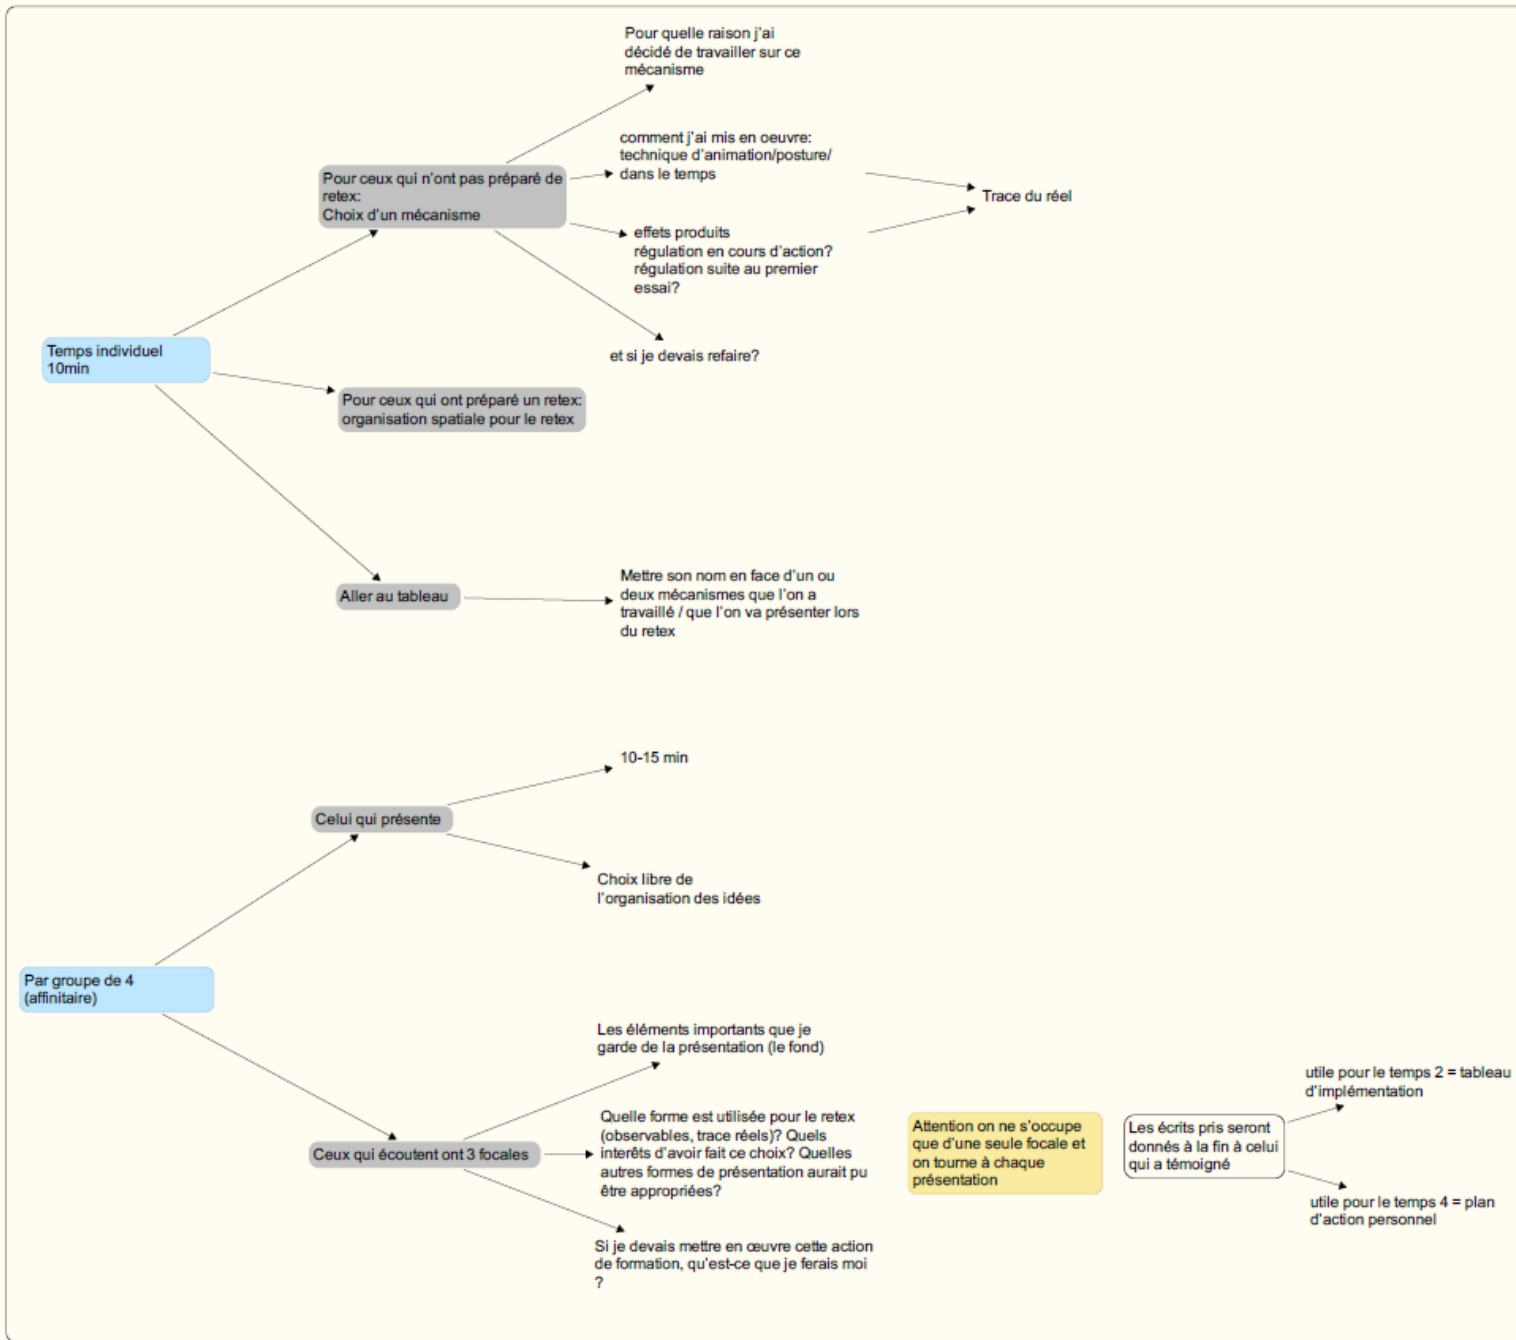 Pour quelle raison j'ai
décidé de travailler sur ce
mécanisme
comment j'ai mis en oeuvre:
technique d'animation/posture/
dans le temps
Pour ceux qui n'ont pas préparé de
retex:
Choix d'un mécanisme
Trace du réel
effets produits
régulation en cours d'action?
régulation suite au premier
essai?
Temps individuel
10min
et si je devais refaire?
Pour ceux qui ont préparé un retex:
organisation spatiale pour le retex
Aller au tableau
Mettre son nom en face d'un ou
deux mécanismes que l'on a
travaillé / que l'on va présenter lors
du retex
10-15 min
Celui qui présente
Choix libre de
l'organisation des idées
Par groupe de 4
(affinitaire)
Les éléments importants que je
garde de la présentation (le fond)
Ceux qui écoutent ont 3 focales
Quelle forme est utilisée pour le retex
(observables, trace réels)? Quels
interêts d'avoir fait ce choix? Quelles
autres formes de présentation aurait pu
être appropriées?
Si je devais mettre en œuvre cette action
de formation, qu'est-ce que je ferais moi
?
Attention on ne s'occupe
que d'une seule focale et
on tourne à chaque
présentation
Les écrits pris seront
donnés à la fin à celui
qui a témoigné
utile pour le temps 2 = tableau
d'implémentation
utile pour le temps 4 = plan
d'action personnel